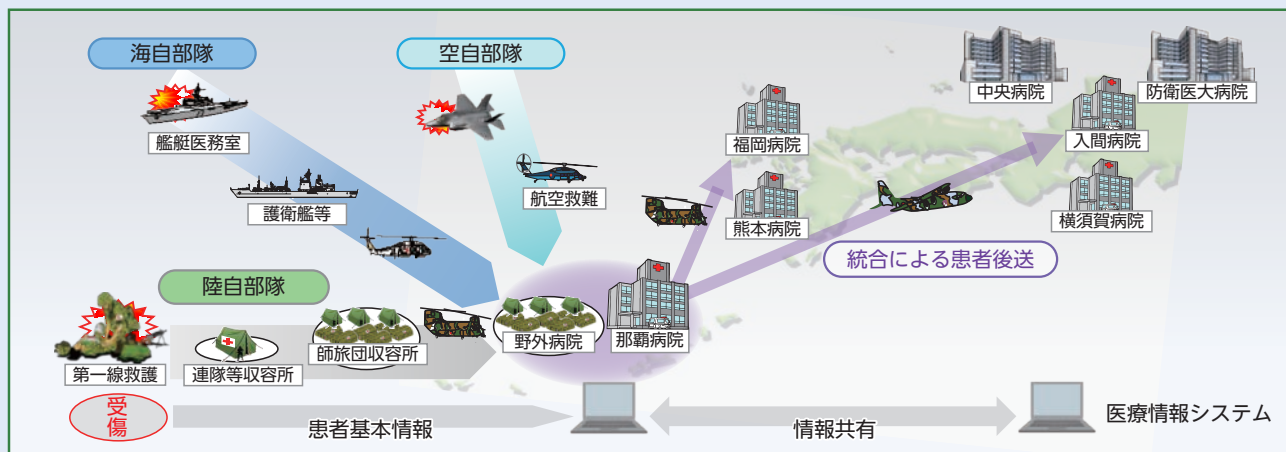 海自部隊
空自部隊
中央病院
防衛医大病院
艦艇医務室
福岡病院
入間病院
護衛艦等
航空救難
熊本病院
横須賀病院
統合による患者後送
陸自部隊
第一線救護
連隊等収容所
師旅団収容所
野外病院
那覇病院
受
傷
患者基本情報
情報共有
医療情報システム